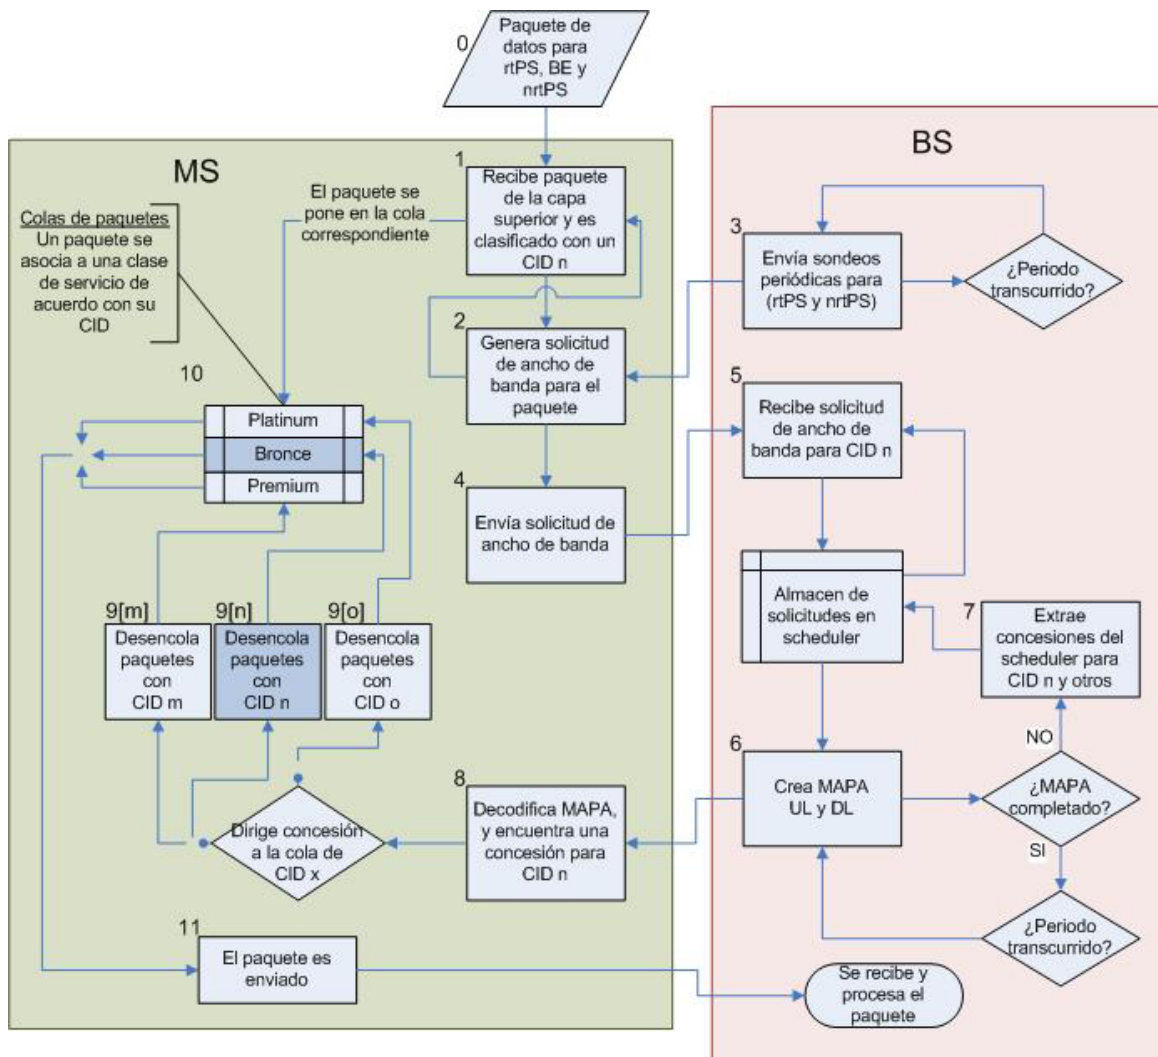 0
Paquete de
datos para
rtPS, BE y
nrtPS
MS
BS
1
Recibe paquete
de la capa
superior y es
clasificado con un
CID n
El paquete se
pone en la cola
correspondiente
Colas de paquetes
Un paquete se
asocia a una clase
de servicio de
acuerdo con su
CID
3
Envía sondeos
periódicas para
(rtPS y nrtPS)
¿Periodo
transcurrido?
2
Genera solicitud
de ancho de
banda para el
paquete
10
Platinum
Bronce
Premium
5
Recibe solicitud
de ancho de
banda para CID n
4
Envía solicitud de
ancho de banda
Almacen de
solicitudes en
scheduler
7
Extrae
concesiones del
scheduler para
CID n y otros
9[m]
Desencola
paquetes
con
CID m
9[n]
Desencola
paquetes
con
CID n
9[o]
Desencola
paquetes
con
CID o
6
Crea MAPA
UL y DL
NO
¿MAPA
completado?
SI
¿Periodo
transcurrido?
8
Decodifica MAPA,
y encuentra una
concesión para
CID n
Dirige concesión
a la cola de
CID x
11
El paquete es
enviado
Se recibe y
procesa el
paquete